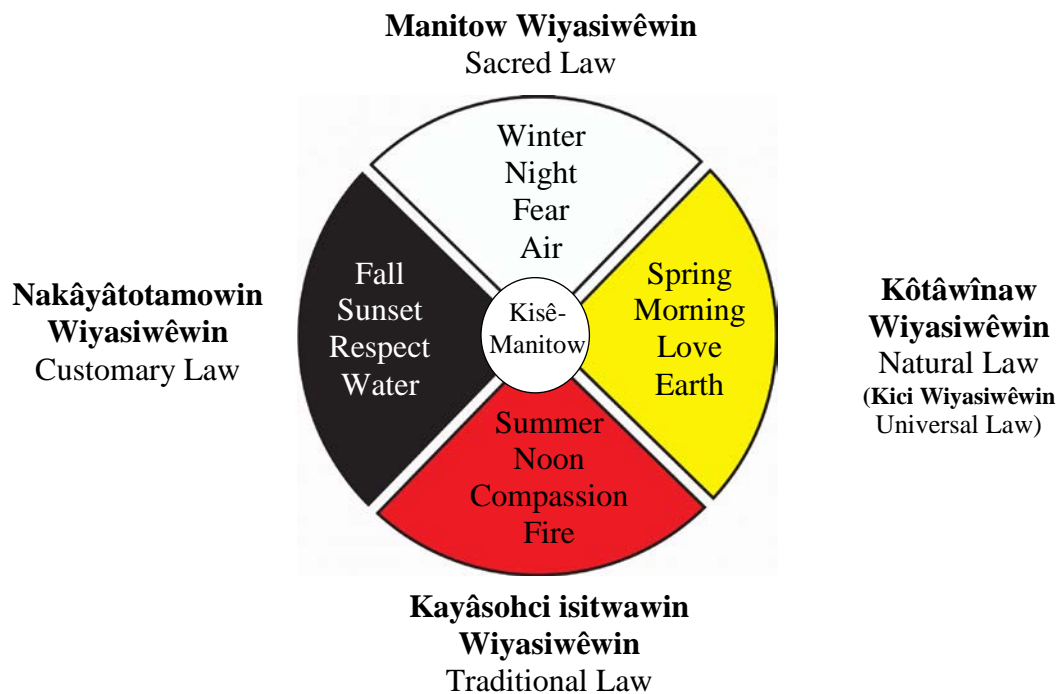 Manitow Wiyasiwêwin
Sacred Law
Winter
Night
Fear
Air
Nakâyâtotamowin
Wiyasiwêwin
Customary Law
Fall
Sunset
Respect
Water
Kisê-
Manitow
Spring
Morning
Love
Earth
Kôtâwînaw
Wiyasiwêwin
Natural Law
(Kici Wiyasiwêwin
Universal Law)
Summer
Noon
Compassion
Fire
Kayâsohci isitwawin
Wiyasiwêwin
Traditional Law